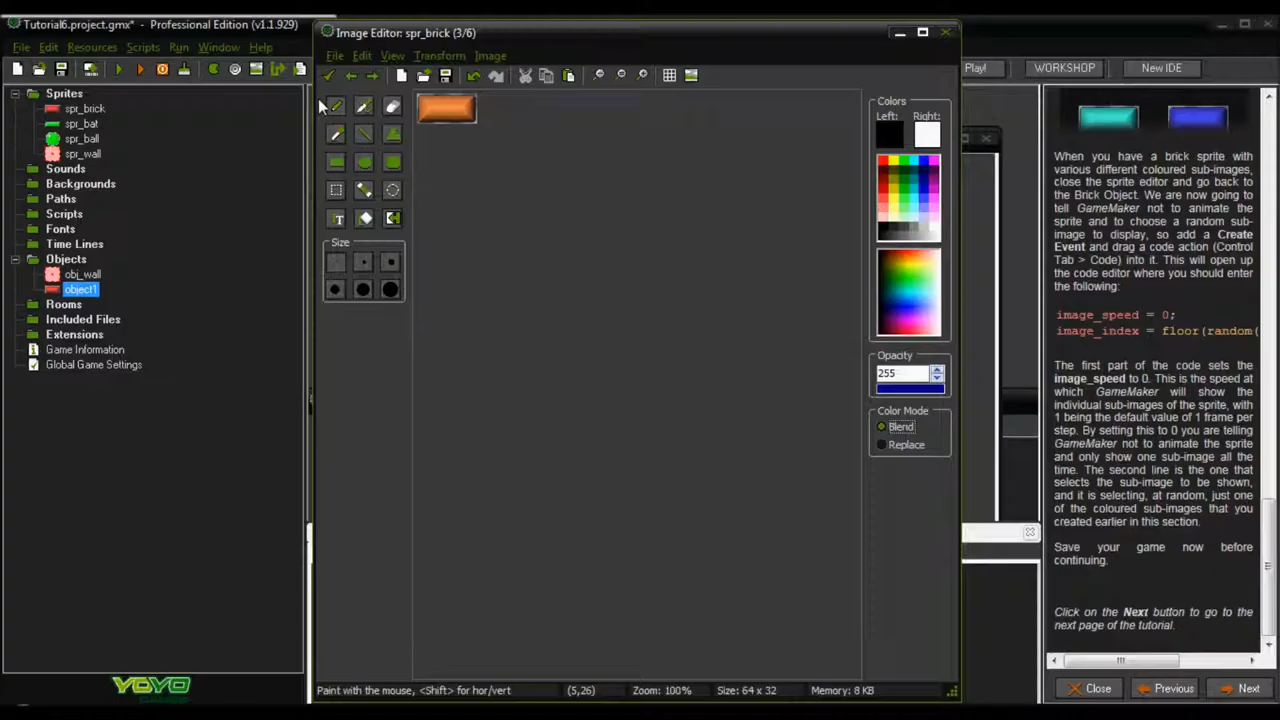 Tutorial6.project.gmx* - Professional Edition (v1.1.929)
File Edit Resources Scripts Run Window Help
Sprites
spr_brick
spr_bat
spr_ball
spr_wall
Sounds
Backgrounds
Paths
Scripts
Fonts
Time Lines
Objects
obj_wall
object1
Rooms
Included Files
Extensions
Game Information
Global Game Settings
YOYO
Image Editor: spr_brick (3/6)
File Edit View Transform Image
Size
Colors
Left: Right:
Opacity
255
Color Mode
Blend
Replace
Paint with the mouse, <Shift> for hor/vert (5,26) Zoom: 100% Size: 64 x 32 Memory: 8 KB
Play! WORKSHOP New IDE
When you have a brick sprite with
various different coloured sub-images,
close the sprite editor and go back to
the Brick Object. We are now going to
tell GameMaker not to animate the
sprite and to choose a random sub-
image to display, so add a Create
Event and drag a code action (Control
Tab > Code) into it. This will open up
the code editor where you should enter
the following:
image_speed = 0;
image_index = floor(random(
The first part of the code sets the
image_speed to 0. This is the speed at
which GameMaker will show the
individual sub-images of the sprite, with
1 being the default value of 1 frame per
step. By setting this to 0 you are telling
GameMaker not to animate the sprite
and only show one sub-image all the
time. The second line is the one that
selects the sub-image to be shown,
and it is selecting, at random, just one
of the coloured sub-images that you
created earlier in this section.
Save your game now before
continuing.
Click on the Next button to go to the
next page of the tutorial.
Close Previous Next